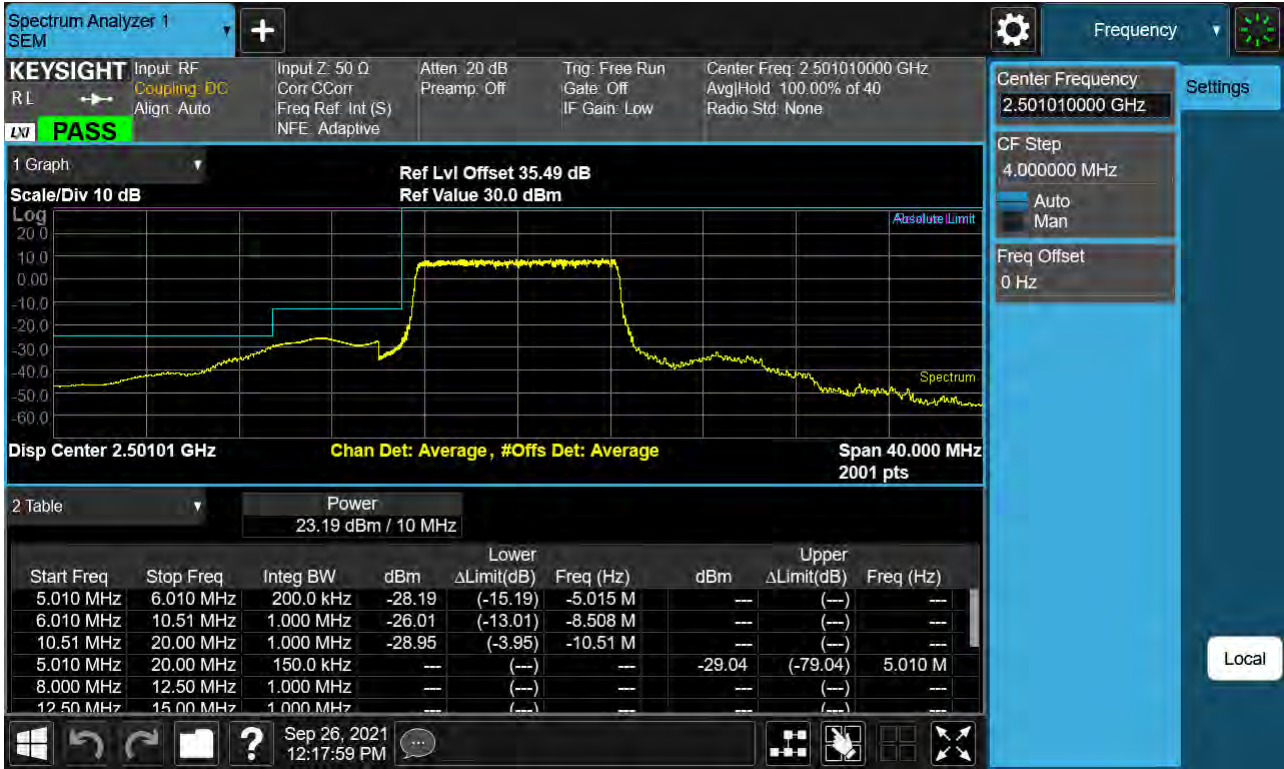 Spectrum Analyzer 1
SEM
+
Frequency
KEYSIGHT
RL
LXI PASS
Input: RF
Coupling: DC
Align: Auto
Input Z: 50 Ω
Corr CCorr
Freq Ref: Int (S)
NFE: Adaptive
Atten: 20 dB
Preamp: Off
Trig: Free Run
Gate: Off
IF Gain: Low
Center Freq: 2.501010000 GHz
Avg|Hold: 100.00% of 40
Radio Std: None
Center Frequency
2.501010000 GHz
Settings
CF Step
4.000000 MHz
Auto
Man
Freq Offset
0 Hz
1 Graph
Scale/Div 10 dB
Ref Lvl Offset 35.49 dB
Ref Value 30.0 dBm
Log
Absolute Limit
20.0
10.0
0.00
-10.0
-20.0
-30.0
-40.0
-50.0
-60.0
Spectrum
Disp Center 2.50101 GHz Chan Det: Average, #Offs Det: Average Span 40.000 MHz
2001 pts
2 Table
Power
23.19 dBm / 10 MHz
Lower Upper
Start Freq Stop Freq Integ BW dBm ΔLimit(dB) Freq (Hz) dBm ΔLimit(dB) Freq (Hz)
5.010 MHz 6.010 MHz 200.0 kHz -28.19 (-15.19) -5.015 M --- (---) ---
6.010 MHz 10.51 MHz 1.000 MHz -26.01 (-13.01) -8.508 M --- (---) ---
10.51 MHz 20.00 MHz 1.000 MHz -28.95 (-3.95) -10.51 M --- (---) ---
5.010 MHz 20.00 MHz 150.0 kHz --- (---) --- -29.04 (-79.04) 5.010 M
8.000 MHz 12.50 MHz 1.000 MHz --- (---) --- --- (---) ---
12.50 MHz 15.00 MHz 1.000 MHz --- (---) --- --- (---) ---
Local
?
Sep 26, 2021
12:17:59 PM